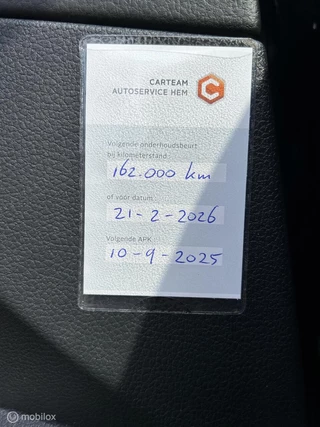 CARTEAM
AUTOSERVICE HEM
Volgende onderhoudsbeurt
bij kilometerstand
162.000 km
of voor datum
21-2-2026
Volgende APK
10-9-2025
© mobilox